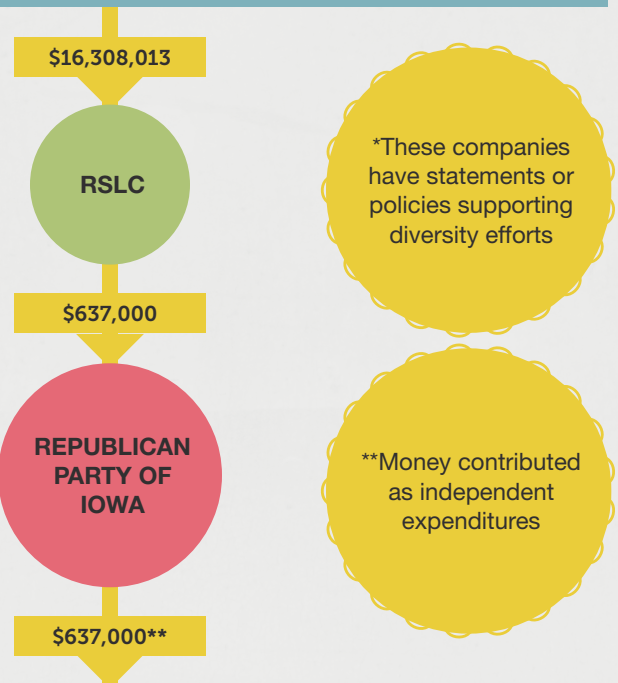 $16,308,013
RSLC
$637,000
REPUBLICAN
PARTY OF
IOWA
$637,000**
*These companies
have statements or
policies supporting
diversity efforts
**Money contributed
as independent
expenditures